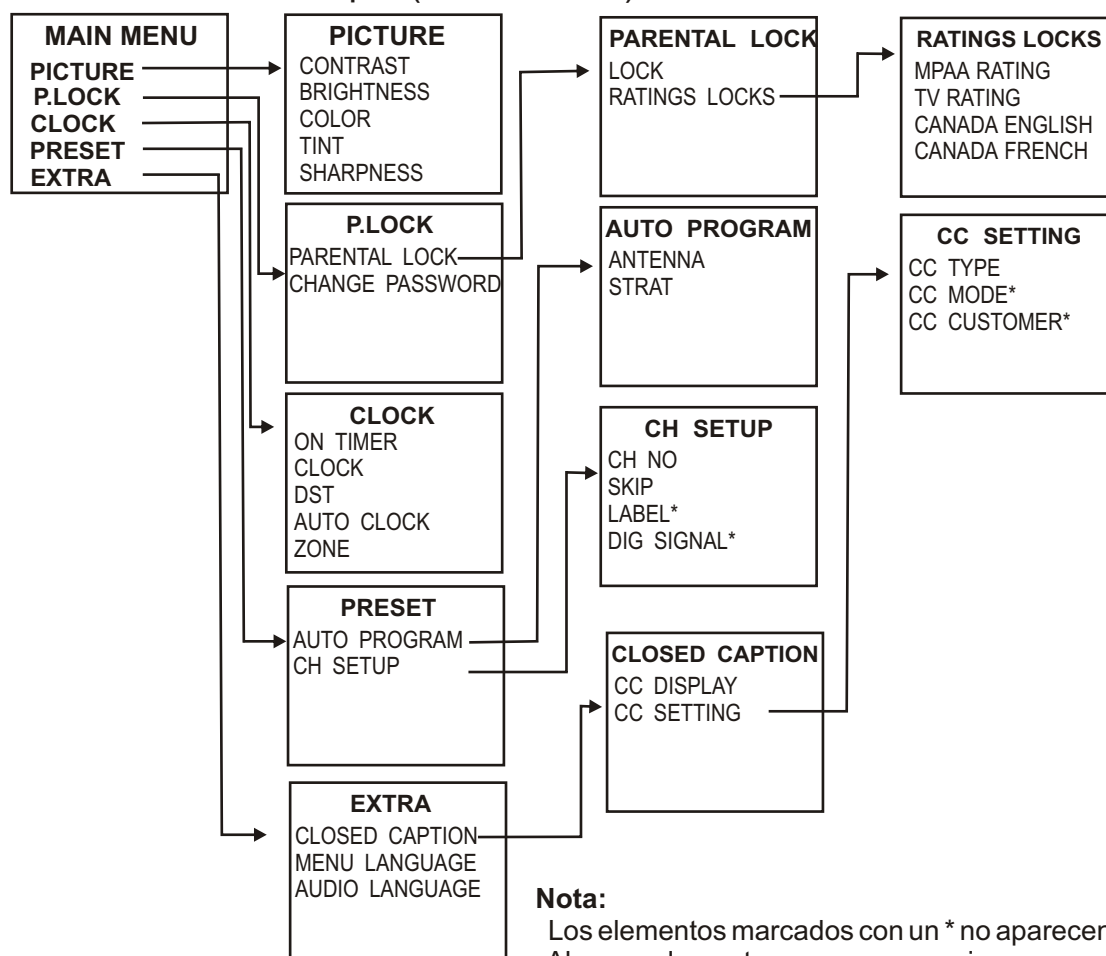 MAIN MENU
PICTURE
P.LOCK
CLOCK
PRESET
EXTRA
PICTURE
CONTRAST
BRIGHTNESS
COLOR
TINT
SHARPNESS
P.LOCK
PARENTAL LOCK
CHANGE PASSWORD
CLOCK
ON TIMER
CLOCK
DST
AUTO CLOCK
ZONE
PRESET
AUTO PROGRAM
CH SETUP
EXTRA
CLOSED CAPTION
MENU LANGUAGE
AUDIO LANGUAGE
PARENTAL LOCK
LOCK
RATINGS LOCKS
AUTO PROGRAM
ANTENNA
STRAT
CH SETUP
CH NO
SKIP
LABEL*
DIG SIGNAL*
CLOSED CAPTION
CC DISPLAY
CC SETTING
RATINGS LOCKS
MPAA RATING
TV RATING
CANADA ENGLISH
CANADA FRENCH
CC SETTING
CC TYPE
CC MODE*
CC CUSTOMER*
Nota:
Los elementos marcados con un * no aparecen